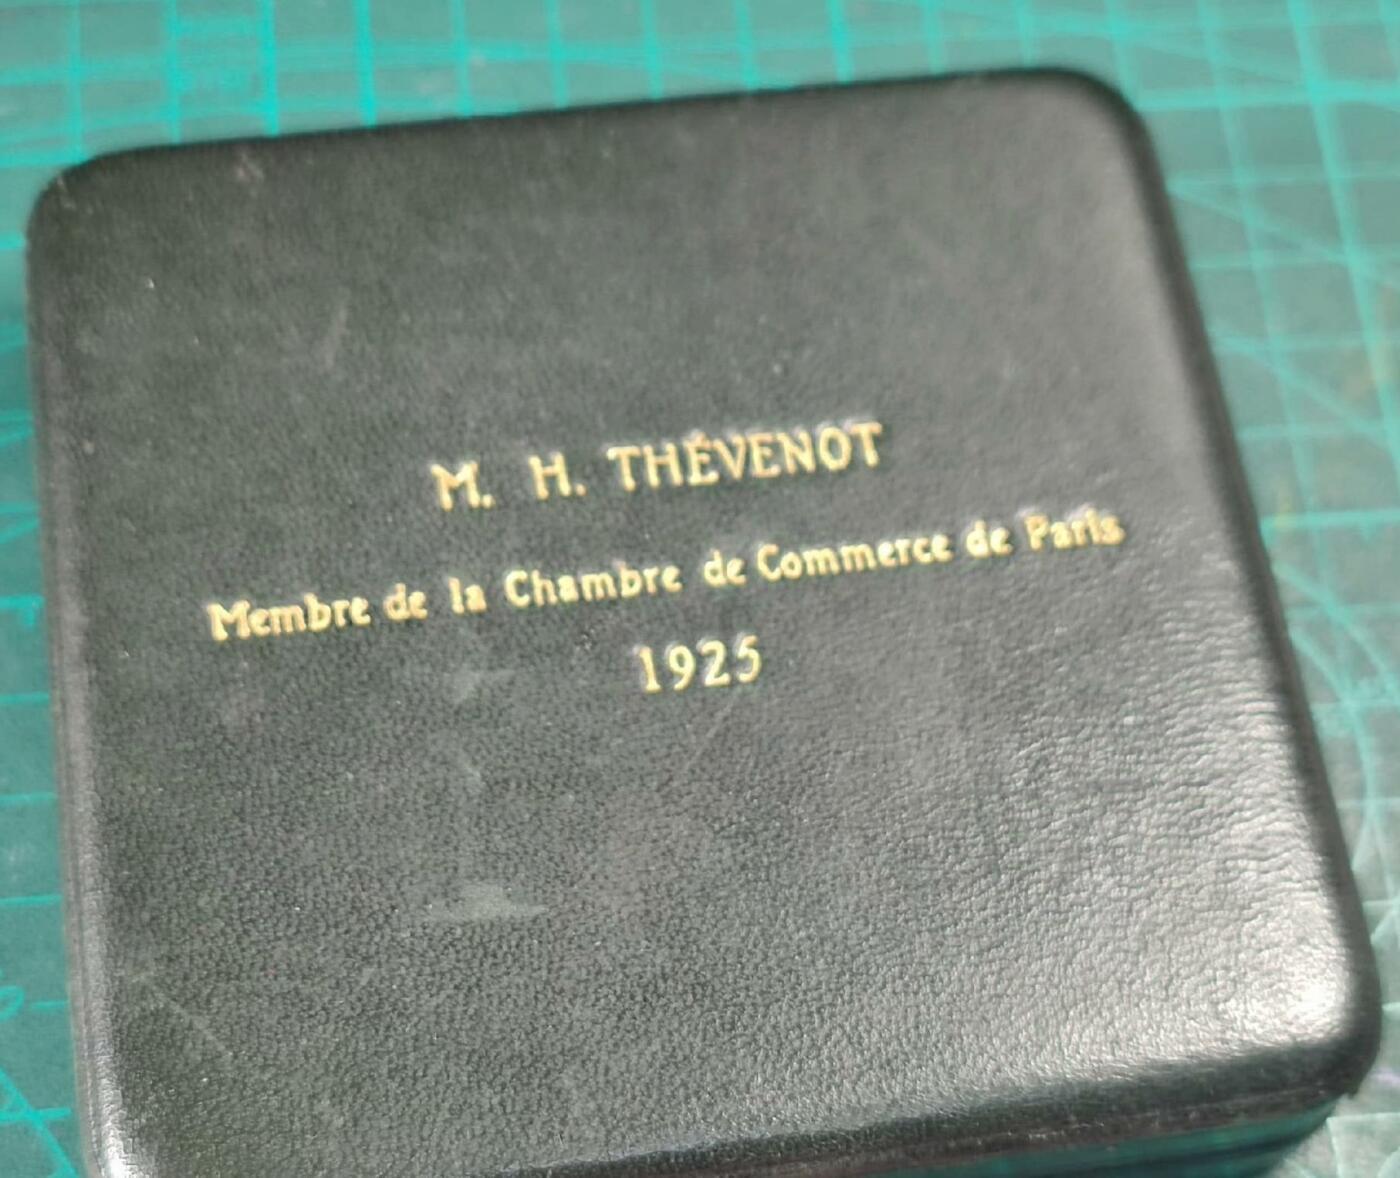 M. H. THÉVENOT
Membre de la Chambre de Commerce de Paris
1925